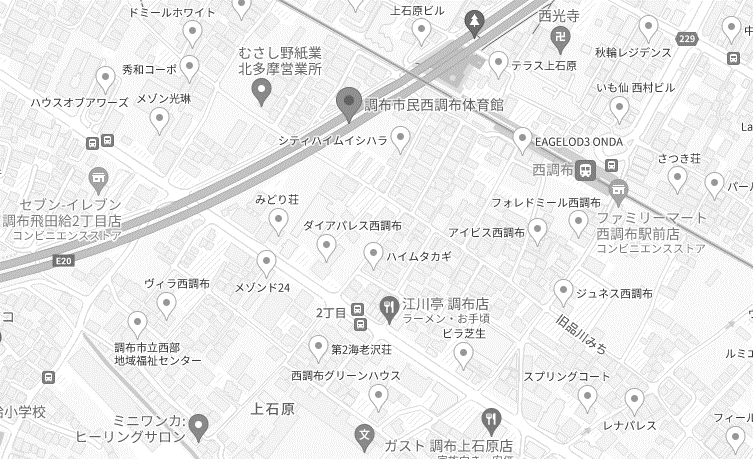 ドミールホワイト
上石原ビル
西光寺
229
むさし野紙業
北多摩営業所
秀和コーポ
テラス上石原
秋輪レジデンス
ハウスオブアワーズ
メゾン光琳
調布市民西調布体育館
いも仙 西村ビル
シティハイムイシハラ
EAGELOD3 ONDA
西調布
さつき荘
セブン-イレブン
調布飛田給2丁目店
コンビニエンスストア
みどり荘
フォレドミール西調布
ファミリーマート
西調布駅前店
コンビニエンスストア
ダイアパレス西調布
アイビス西調布
E20
ハイムタカギ
メゾンド24
ヴィラ西調布
ジュネス西調布
2丁目
江川亭 調布店
ラーメン・お手頃
旧品川みち
ビラ芝生
調布市立西部
地域福祉センター
第2海老沢荘
西調布グリーンハウス
スプリングコート
上石原
ミニワンカ:
ヒーリングサロン
レナパレス
ガスト 調布上石原店